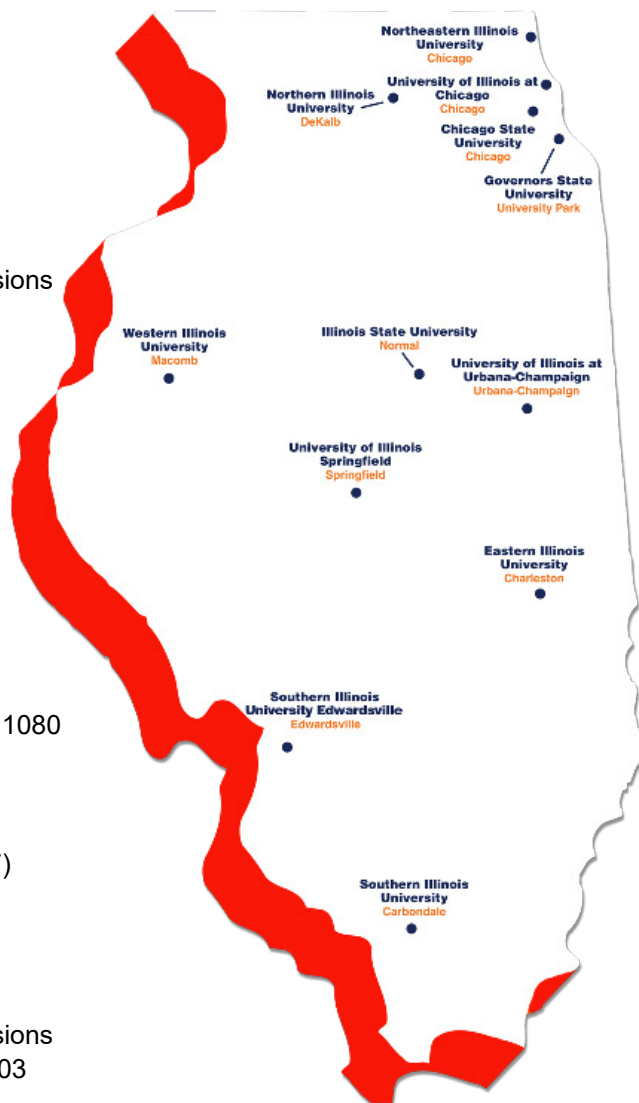 Northeastern Illinois
University
Chicago
University of Illinois at
Chicago
Chicago
Northern Illinois
University
DeKalb
Chicago State
University
Chicago
Governors State
University
University Park
sions
Western Illinois
University
Macomb
Illinois State University
Normal
University of Illinois at
Urbana-Champaign
Urbana-Champaign
University of Illinois
Springfield
Springfield
Eastern Illinois
University
Charleston
Southern Illinois
University Edwardsville
Edwardsville
1080
)
Southern Illinois
University
Carbondale
sions
03